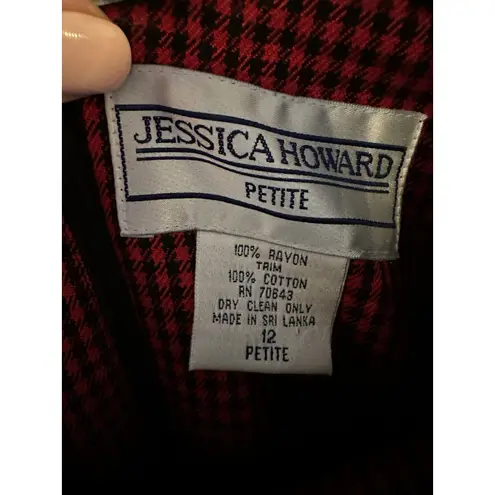 JESSICA HOWARD
PETITE
100% RAYON
TRIM
100% COTTON
RN 70643
DRY CLEAN ONLY
MADE IN SRI LANKA
12
PETITE